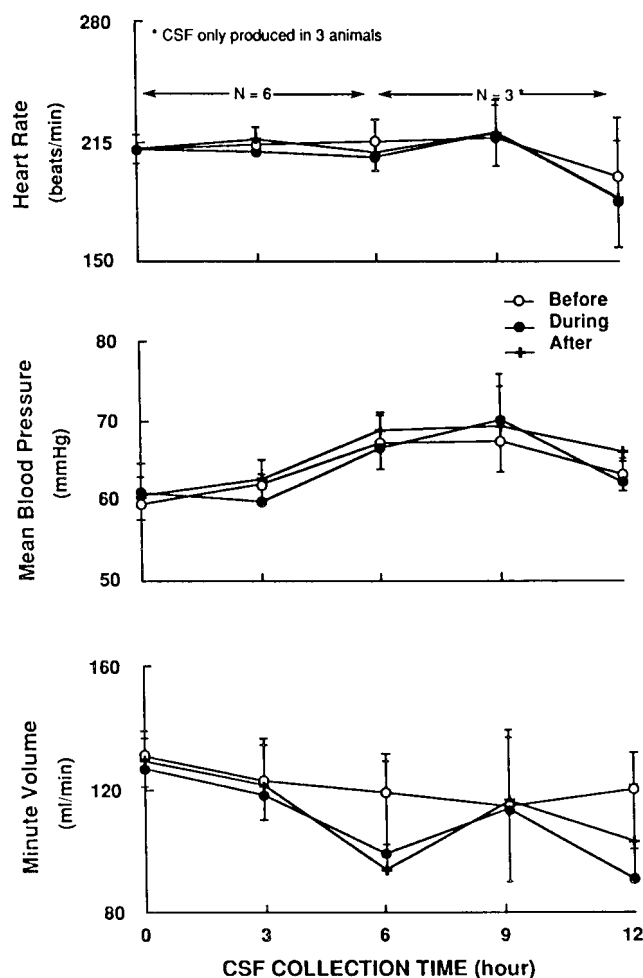 280
* CSF only produced in 3 animals
N = 6
N = 3 *
215
150
Heart Rate
(beats/min)
Before
During
After
80
70
60
50
Mean Blood Pressure
(mmHg)
160
120
80
Minute Volume
(ml/min)
0 3 6 9 12
CSF COLLECTION TIME (hour)